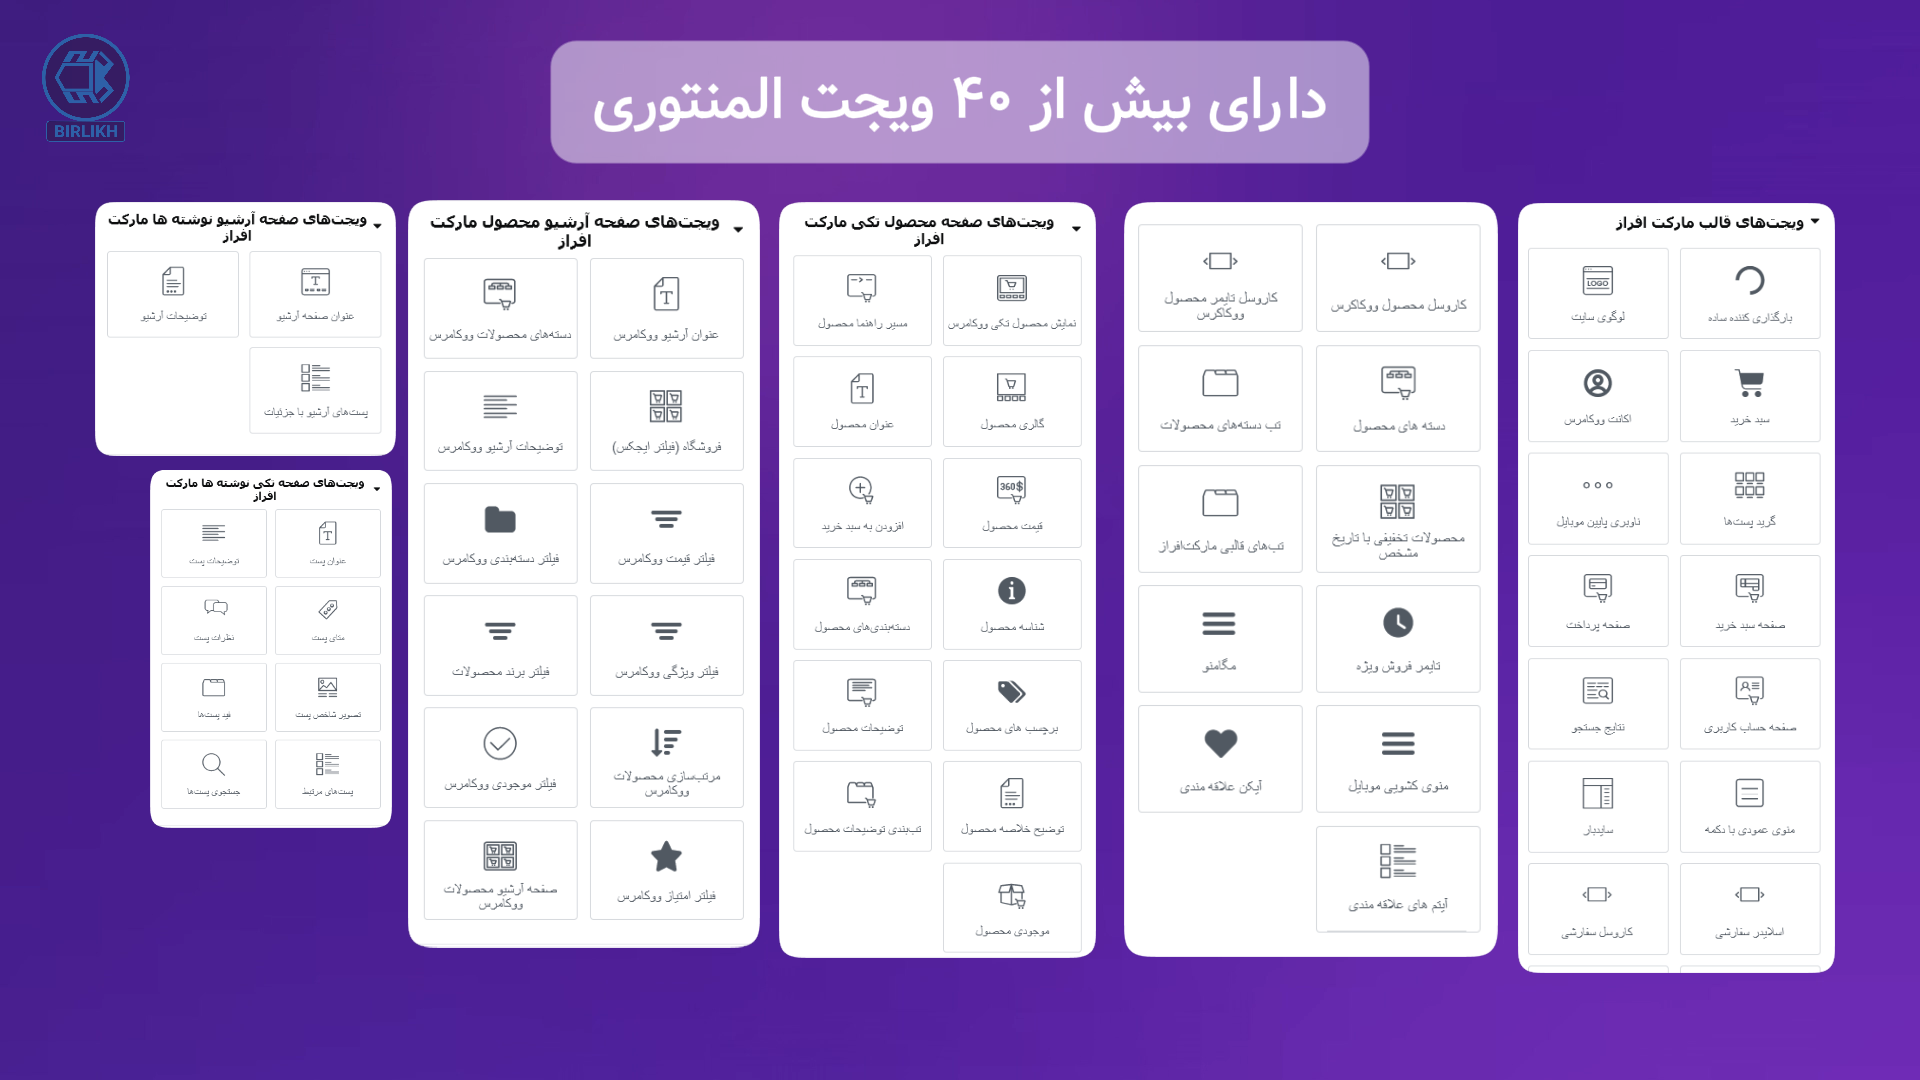 BIRLIKH
دارای بیش از ۴۰ ویجت المنتوری
ویجت‌های قالب مارکت افراز
LOGO
بارگذاری کننده ساده
لوگوی سایت
سبد خرید
اکانت ووکامرس
گرید پست‌ها
ناوبری پایین موبایل
صفحه سبد خرید
صفحه پرداخت
صفحه حساب کاربری
نتایج جستجو
منوی عمودی با دکمه
سایدبار
اسلایدر سفارشی
کاروسل سفارشی
کاروسل محصول ووکاکرس
کاروسل تایمر محصول
ووکاکرس
دسته های محصول
تب دسته‌های محصولات
محصولات تخفیفی با تاریخ
مشخص
تب‌های قالبی مارکت‌افراز
تایمر فروش ویژه
مگامنو
منوی کشویی موبایل
آیکن علاقه مندی
آیتم های علاقه مندی
ویجت‌های صفحه محصول تکی مارکت
افراز
نمایش محصول تکی ووکامرس
مسیر راهنما محصول
گالری محصول
T
عنوان محصول
360$
قیمت محصول
افزودن به سبد خرید
شناسه محصول
دسته‌بندی‌های محصول
برچسب های محصول
توضیحات محصول
توضیح خلاصه محصول
تب‌بندی توضیحات محصول
موجودی محصول
ویجت‌های صفحه آرشیو محصول مارکت
افراز
T
عنوان آرشیو ووکامرس
دسته‌های محصولات ووکامرس
فروشگاه (فیلتر ایجکس)
توضیحات آرشیو ووکامرس
فیلتر قیمت ووکامرس
فیلتر دسته‌بندی ووکامرس
فیلتر ویژگی ووکامرس
فیلتر برند محصولات
مرتب‌سازی محصولات
ووکامرس
فیلتر موجودی ووکامرس
فیلتر امتیاز ووکامرس
صفحه آرشیو محصولات
ووکامرس
ویجت‌های صفحه آرشیو نوشته ها مارکت
افراز
T
عنوان صفحه آرشیو
توضیحات آرشیو
پست‌های آرشیو با جزئیات
ویجت‌های صفحه تکی نوشته ها مارکت
افراز
T
عنوان پست
توضیحات پست
متای پست
نظرات پست
تصویر شاخص پست
فید پست‌ها
پست‌های مرتبط
جستجوی پست‌ها